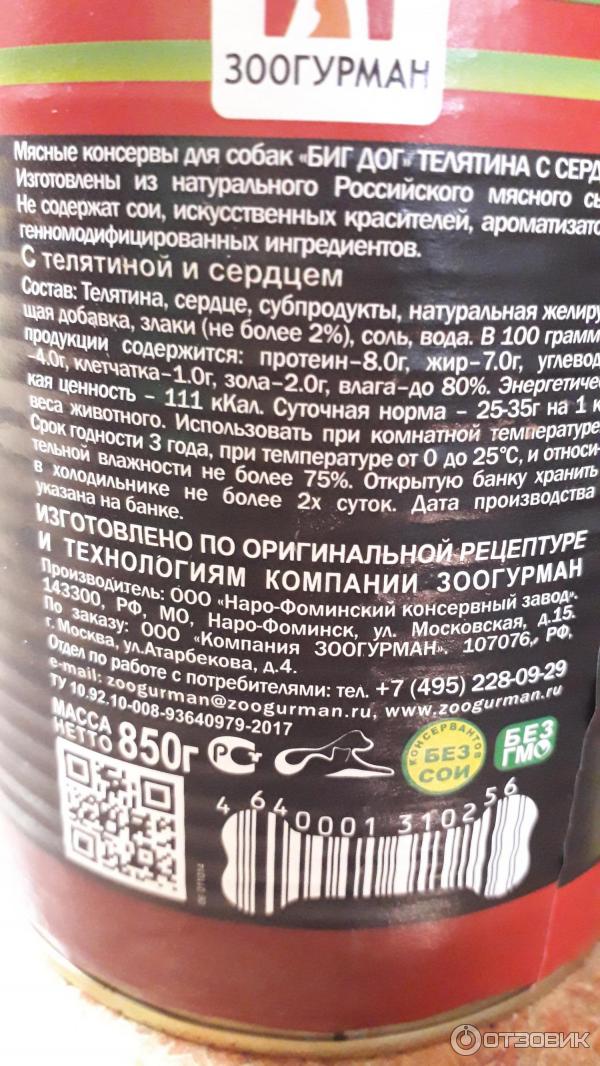 ЗООГУРМАН
Мясные консервы для собак "БИГ ДОГ" ТЕЛЯТИНА С
Изготовлены из натурального Российского мясного
Не содержат сои, искусственных красителей,
генномодифицированных ингредиентов.
С телятиной и сердцем
Состав: Телятина, сердце, субпродукты, натуральная желиру
щая добавка, злаки (не более 2%), соль, вода. В 100 грамм
продукции содержится: протеин-8.0г, жир-7.0г, углевод
-4.0г, клетчатка-1.0г, зола-2.0г, влага-до 80%. Энергетичес
кая ценность - 111 кКал. Суточная норма - 25-35г на 1 к
веса животного. Использовать при комнатной температуре
Срок годности 3 года, при температуре от 0 до 25°С, и относи-
тельной влажности не более 75%. Открытую банку хранить
в холодильнике не более 2х суток. Дата производства
указана на банке.
ИЗГОТОВЛЕНО ПО ОРИГИНАЛЬНОЙ РЕЦЕПТУРЕ
И ТЕХНОЛОГИЯМ КОМПАНИИ ЗООГУРМАН
Производитель: ООО "Наро-Фоминский консервный завод".
143300, РФ, МО, Наро-Фоминск, ул. Московская, д.15.
По заказу: ООО "Компания ЗООГУРМАН", 107076, РФ,
г. Москва, ул.Атарбекова, д.4.
Отдел по работе с потребителями: тел. +7 (495) 228-09-29
e-mail: zoogurman@zoogurman.ru, www.zoogurman.ru
ТУ 10.92.10-008-93640979-2017
МАССА НЕТТО 850г
КОНСЕРВАНТОВ
БЕЗ
СОИ
БЕЗ
ГМО
4 640001 310256
ОТЗОВИК